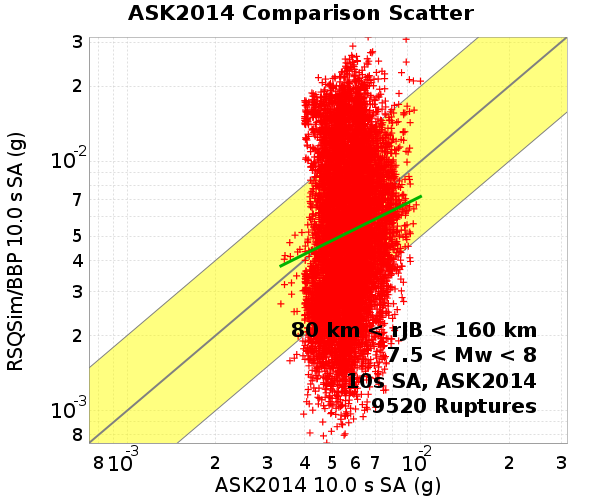 ASK2014 Comparison Scatter
RSQSim/BBP 10.0 s SA (g)
3
2
10-2
7
5
4
3
2
10-3
8
80 km < rJB < 160 km
7.5 < Mw < 8
10s SA, ASK2014
9520 Ruptures
8 10-3 2 3 4 5 6 7 10-2 2 3
ASK2014 10.0 s SA (g)